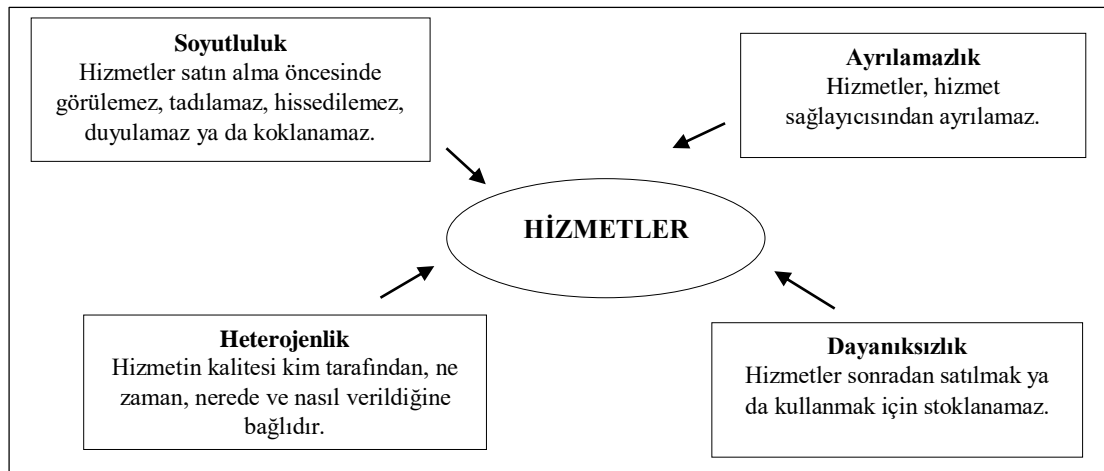 Soyutluluk
Hizmetler satın alma öncesinde
görülemez, tadılamaz, hissedilemez,
duyulamaz ya da koklanamaz.
Ayrılamazlık
Hizmetler, hizmet
sağlayıcısından ayrılamaz.
HİZMETLER
Heterojenlik
Hizmetin kalitesi kim tarafından, ne
zaman, nerede ve nasıl verildiğine
bağlıdır.
Dayanıksızlık
Hizmetler sonradan satılmak ya
da kullanmak için stoklanamaz.